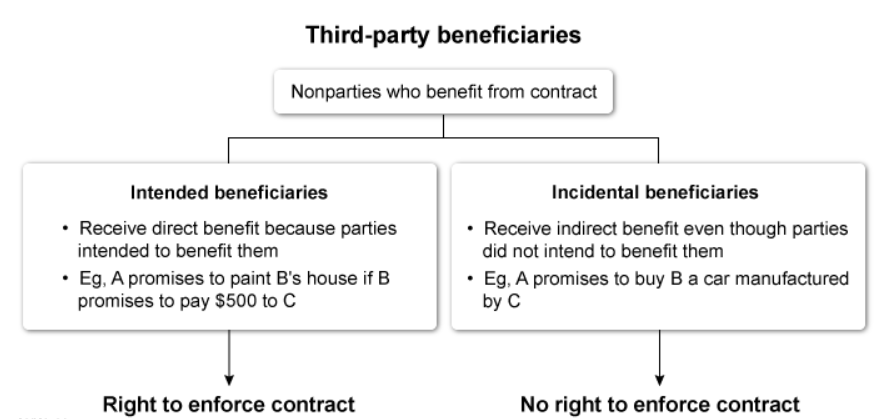 Third-party beneficiaries
Nonparties who benefit from contract
Intended beneficiaries
• Receive direct benefit because parties
intended to benefit them
• Eg, A promises to paint B's house if B
promises to pay $500 to C
Incidental beneficiaries
• Receive indirect benefit even though parties
did not intend to benefit them
• Eg, A promises to buy B a car manufactured
by C
Right to enforce contract
No right to enforce contract